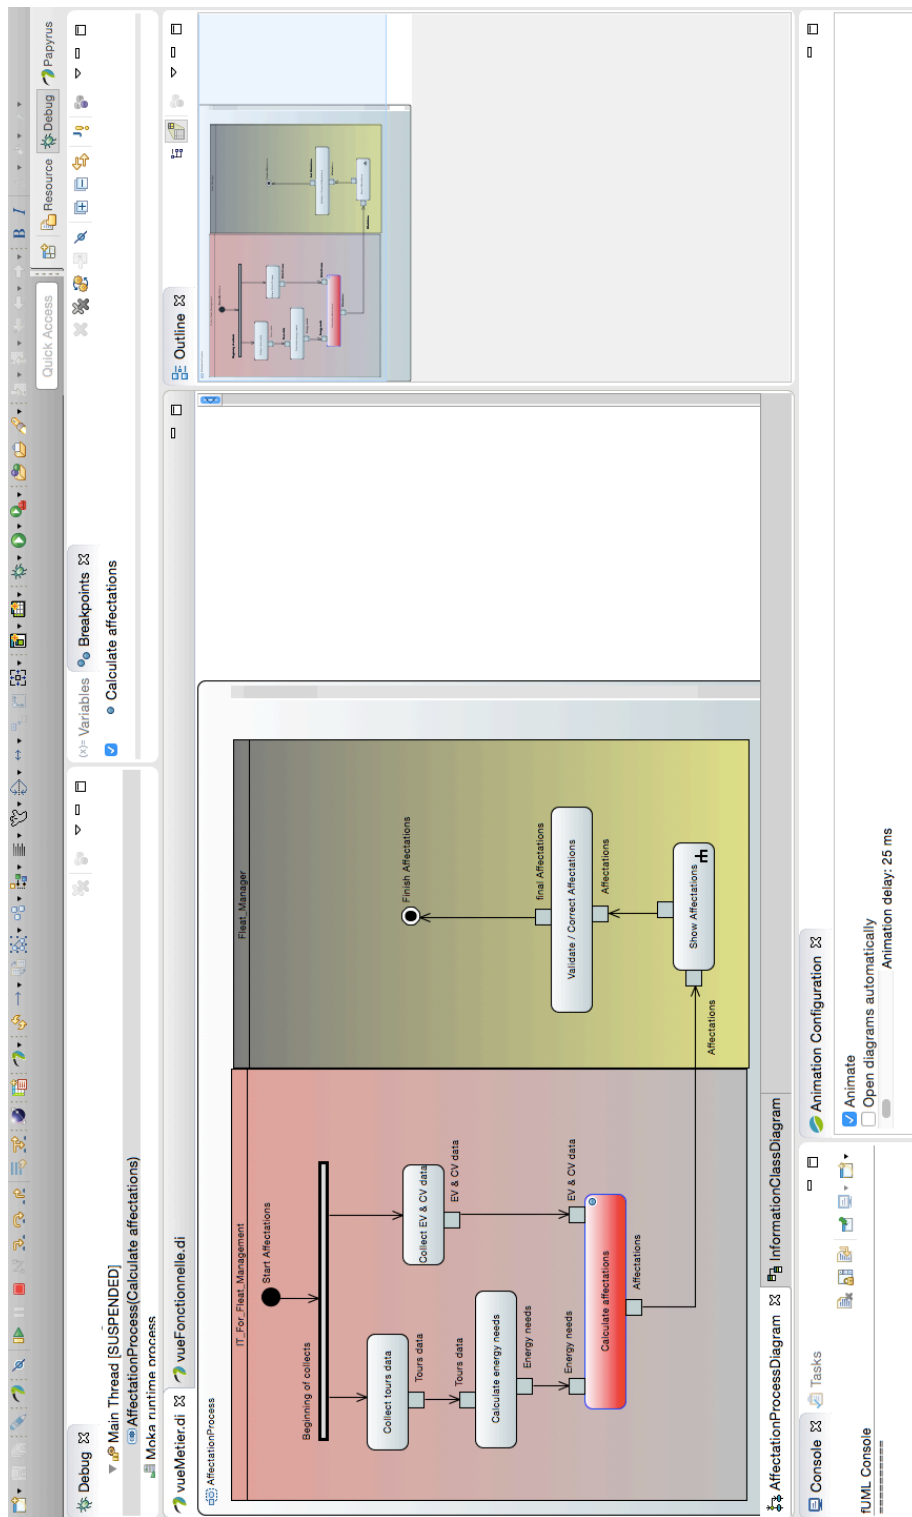 Quick Access
Resource
Debug
Papyrus
Debug
Main Thread [SUSPENDED]
AffectationProcess(Calculate affectations)
Moka runtime process
(x)= Variables
Breakpoints
Calculate affectations
vueMetier.di
vueFonctionnelle.di
AffectationProcess
IT_For_Fleat_Management
Fleat_Manager
Start Affectations
Beginning of collects
Collect tours data
Tours data
Tours data
Calculate energy needs
Energy needs
Energy needs
Collect EV & CV data
EV & CV data
EV & CV data
Calculate affectations
Affectations
Affectations
Show Affectations
Affectations
Validate / Correct Affectations
final Affectations
Finish Affectations
AffectationProcessDiagram
InformationClassDiagram
Outline
Console
Tasks
fUML Console
==========
Animation Configuration
Animate
Open diagrams automatically
Animation delay: 25 ms